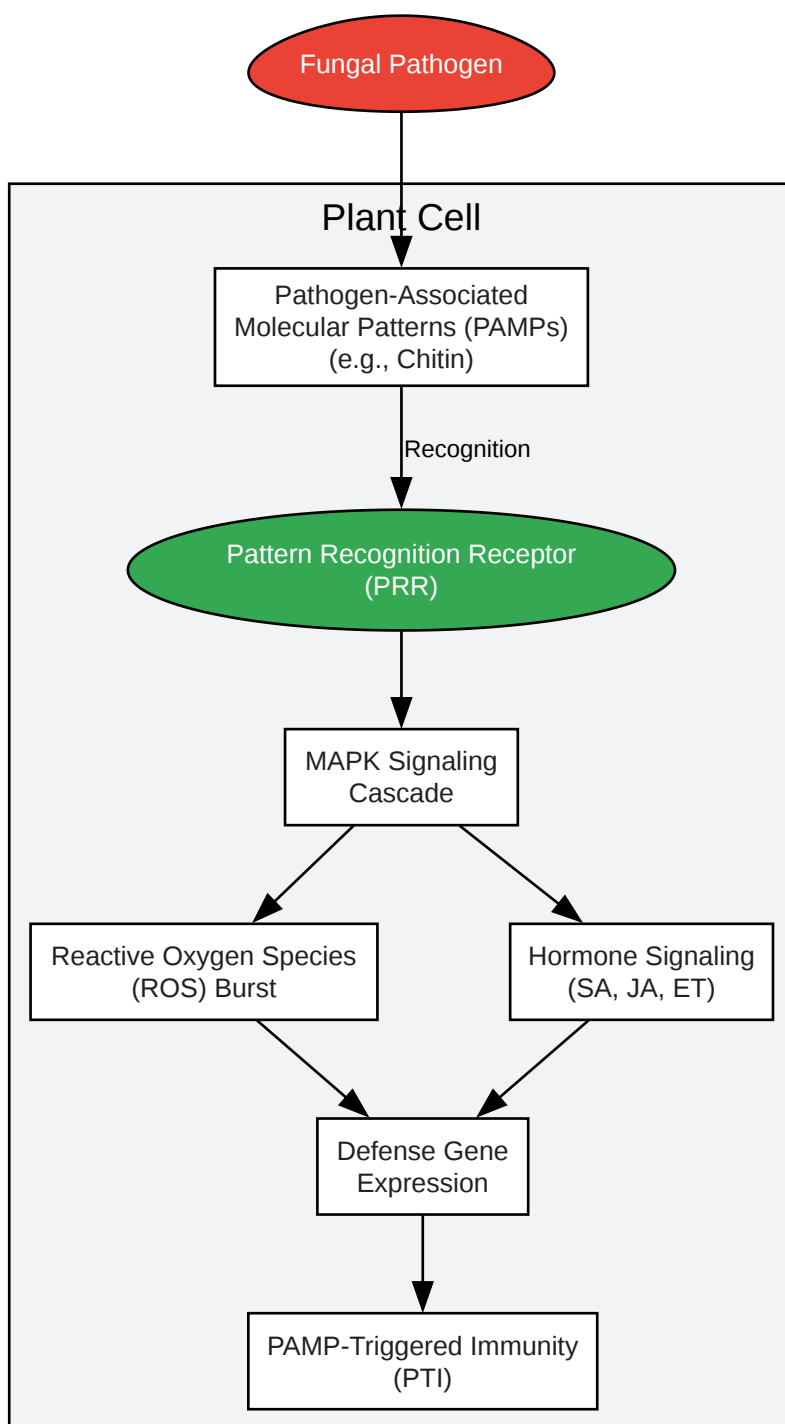 Fungal Pathogen
Plant Cell
Pathogen-Associated
Molecular Patterns (PAMPs)
(e.g., Chitin)
Recognition
Pattern Recognition Receptor
(PRR)
MAPK Signaling
Cascade
Reactive Oxygen Species
(ROS) Burst
Hormone Signaling
(SA, JA, ET)
Defense Gene
Expression
PAMP-Triggered Immunity
(PTI)